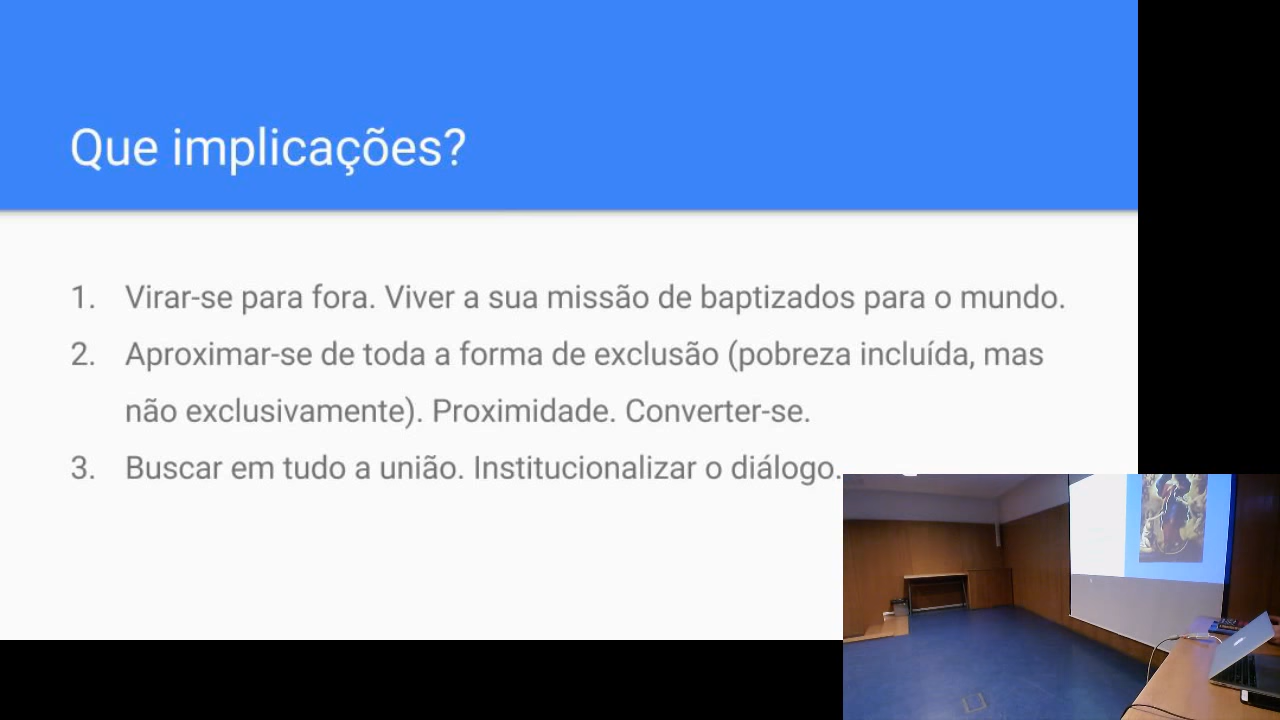 Que implicações?
1. Virar-se para fora. Viver a sua missão de baptizados para o mundo.
2. Aproximar-se de toda a forma de exclusão (pobreza incluída, mas
não exclusivamente). Proximidade. Converter-se.
3. Buscar em tudo a união. Institucionalizar o diálogo.